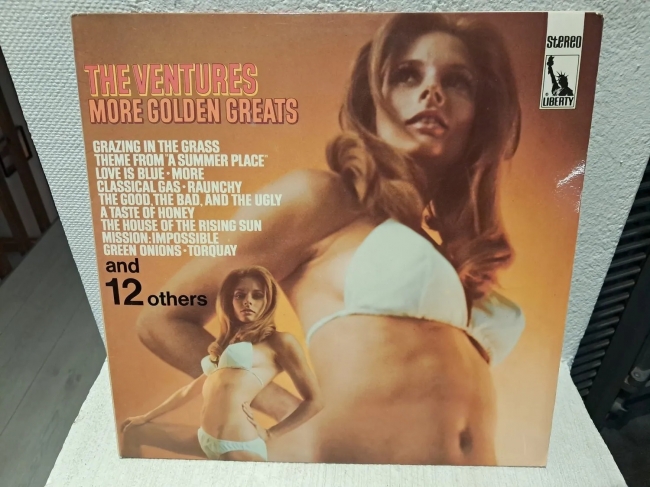 THE VENTURES
MORE GOLDEN GREATS
GRAZING IN THE GRASS
THEME FROM "A SUMMER PLACE"
LOVE IS BLUE · MORE
CLASSICAL GAS · RAUNCHY
THE GOOD, THE BAD, AND THE UGLY
A TASTE OF HONEY
THE HOUSE OF THE RISING SUN
MISSION: IMPOSSIBLE
GREEN ONIONS · TORQUAY
and
12 others
STEREO
LIBERTY